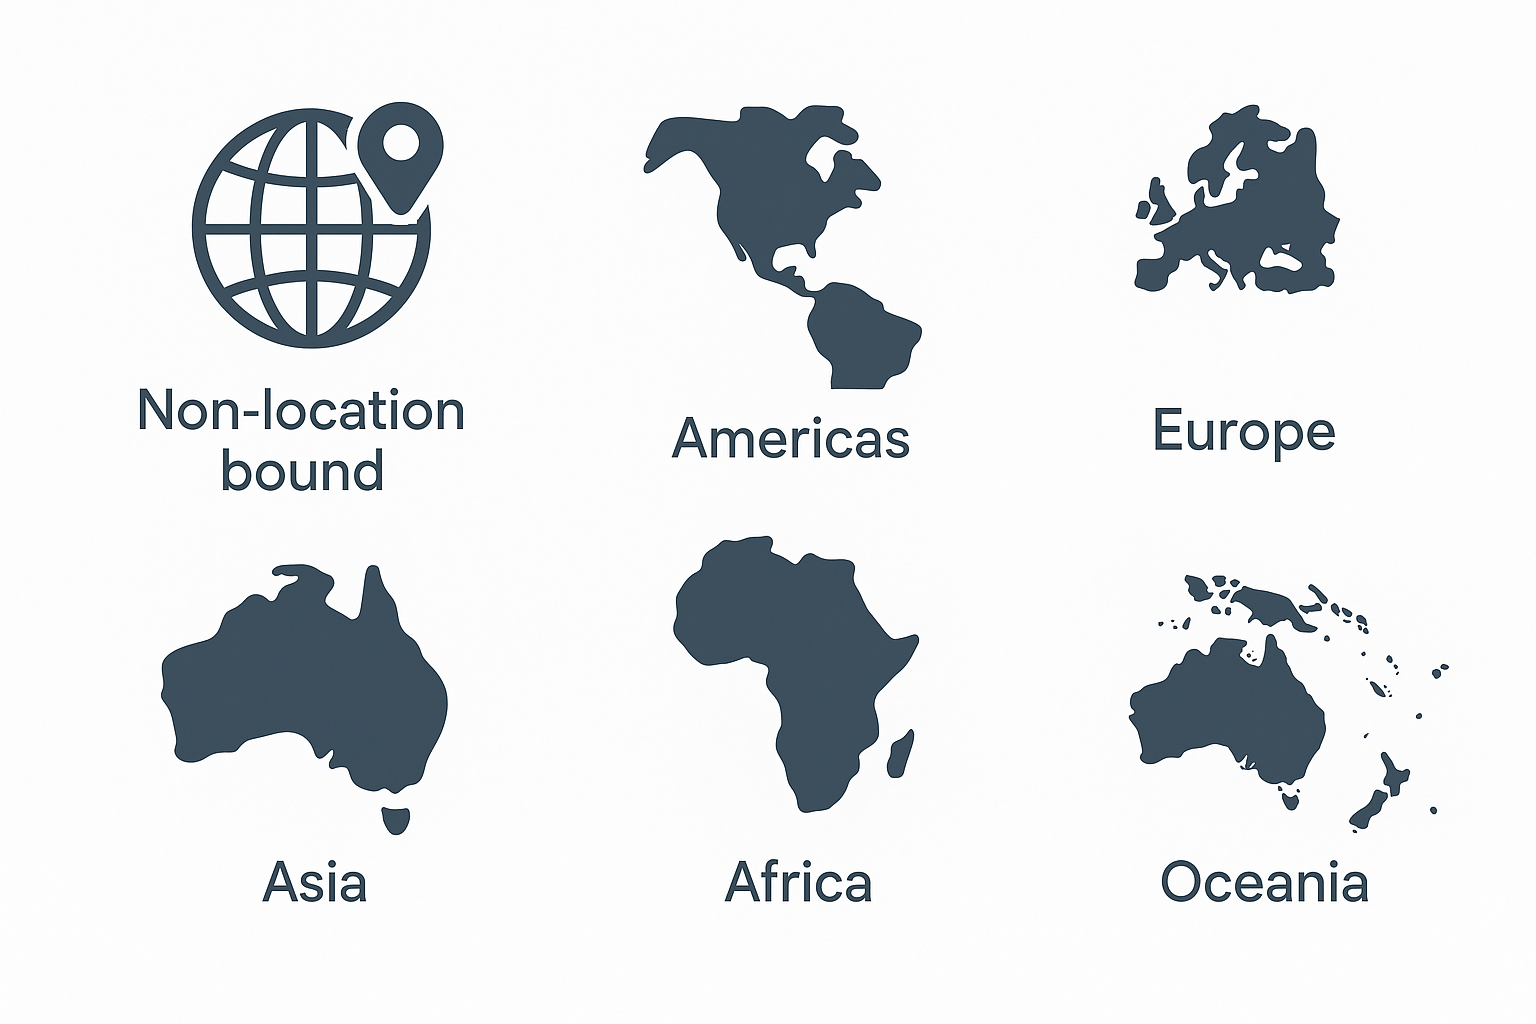 Non-location
bound
Americas
Europe
Asia
Africa
Oceania